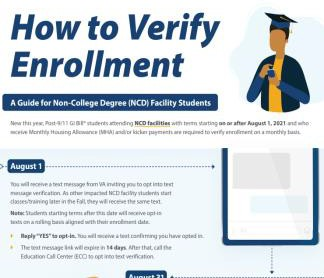 How to Verify
Enrollment
A Guide for Non-College Degree (NCD) Facility Students
New this year, Post-9/11 GI Bill® students attending NCD facilities with terms starting on or after August 1, 2021 and who
receive Monthly Housing Allowance (MHA) and/or kicker payments are required to verify enrollment on a monthly basis.
August 1
You will receive a text message from VA inviting you to opt into text
message verification. As other impacted NCD facility students start
classes/training later in the Fall, they will receive the same text.
Note: Students starting terms after this date will receive opt-in
texts on a rolling basis aligned with their enrollment date.
Reply "YES" to opt-in. You will receive a text confirming you have opted in.
The text message link will expire in 14 days. After that, call the
Education Call Center (ECC) to opt into text verification.
August 31